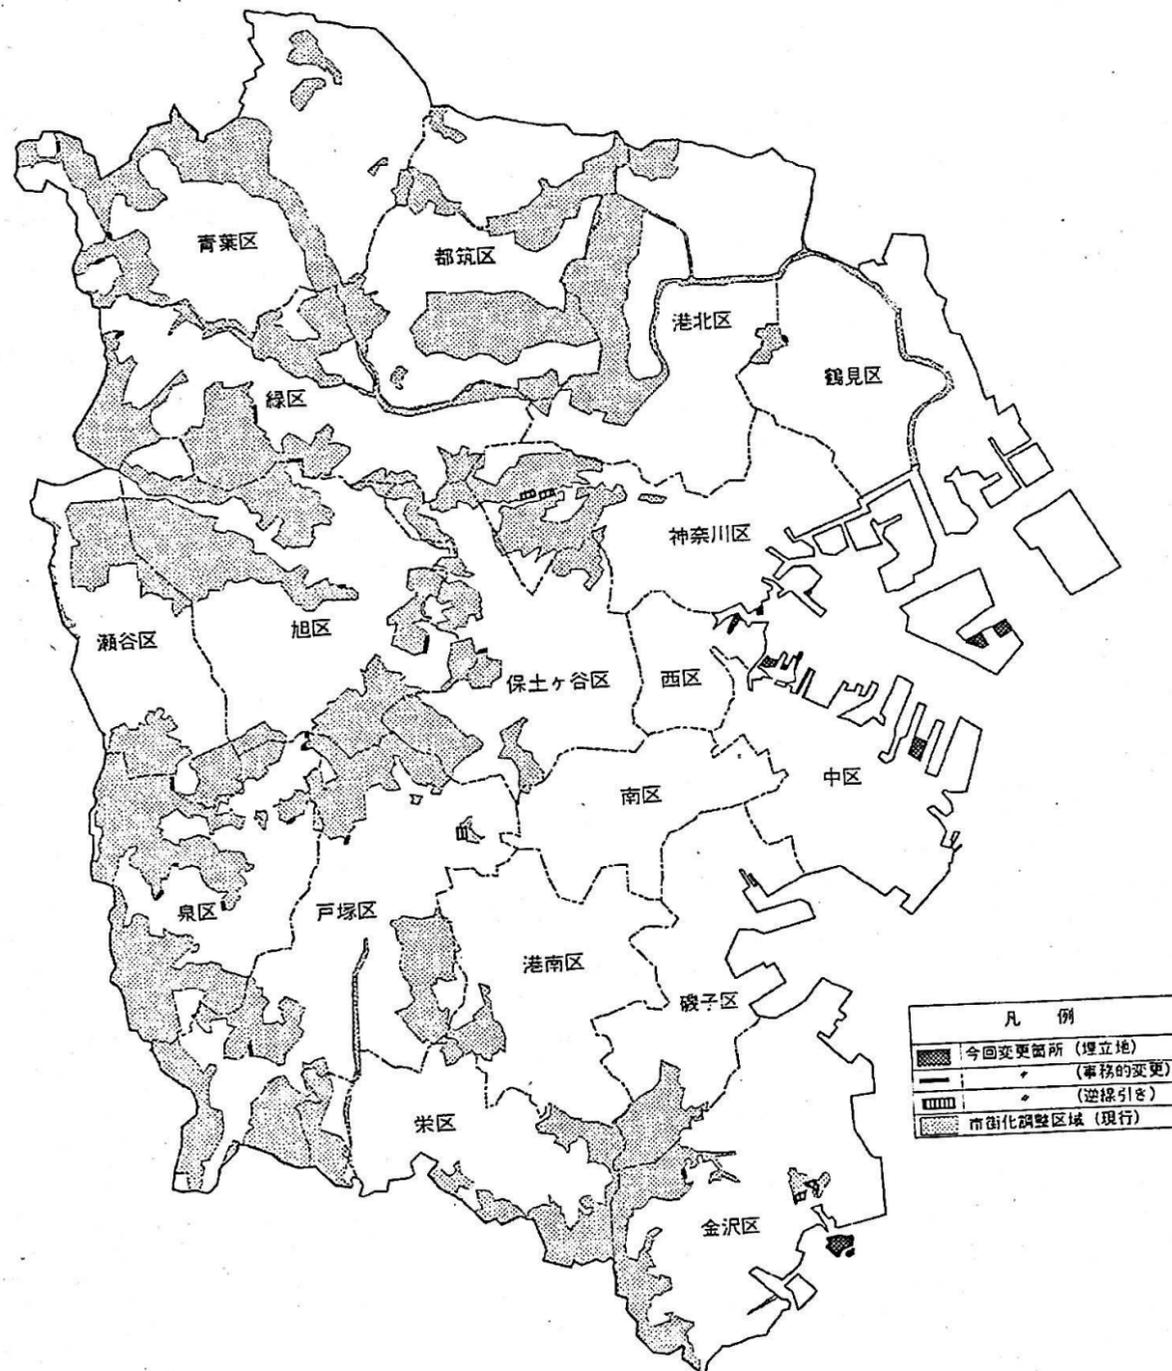 青葉区
都筑区
港北区
鶴見区
緑区
神奈川区
瀬谷区
旭区
保土ヶ谷区
西区
中区
南区
泉区
戸塚区
港南区
磯子区
栄区
金沢区
凡 例
今回変更箇所 (埋立地)
〃 (事務的変更)
〃 (逆線引き)
市街化調整区域 (現行)